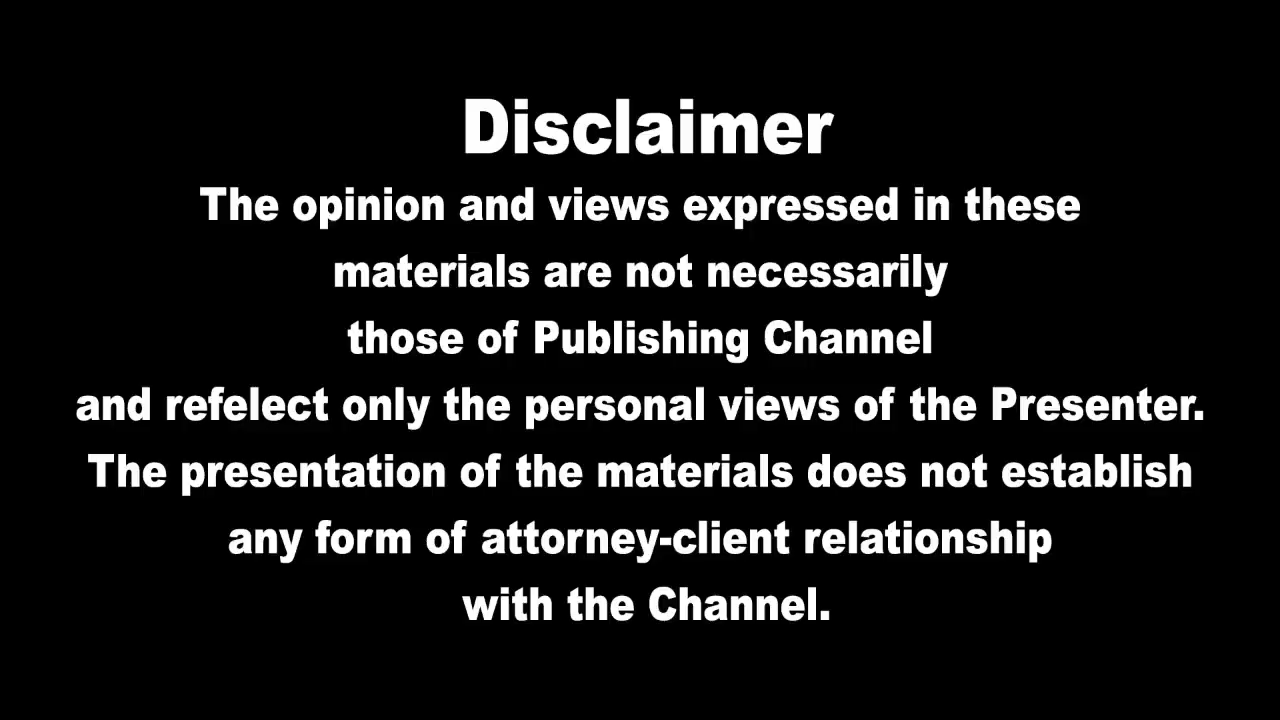 Disclaimer
The opinion and views expressed in these
materials are not necessarily
those of Publishing Channel
and refelect only the personal views of the Presenter.
The presentation of the materials does not establish
any form of attorney-client relationship
with the Channel.